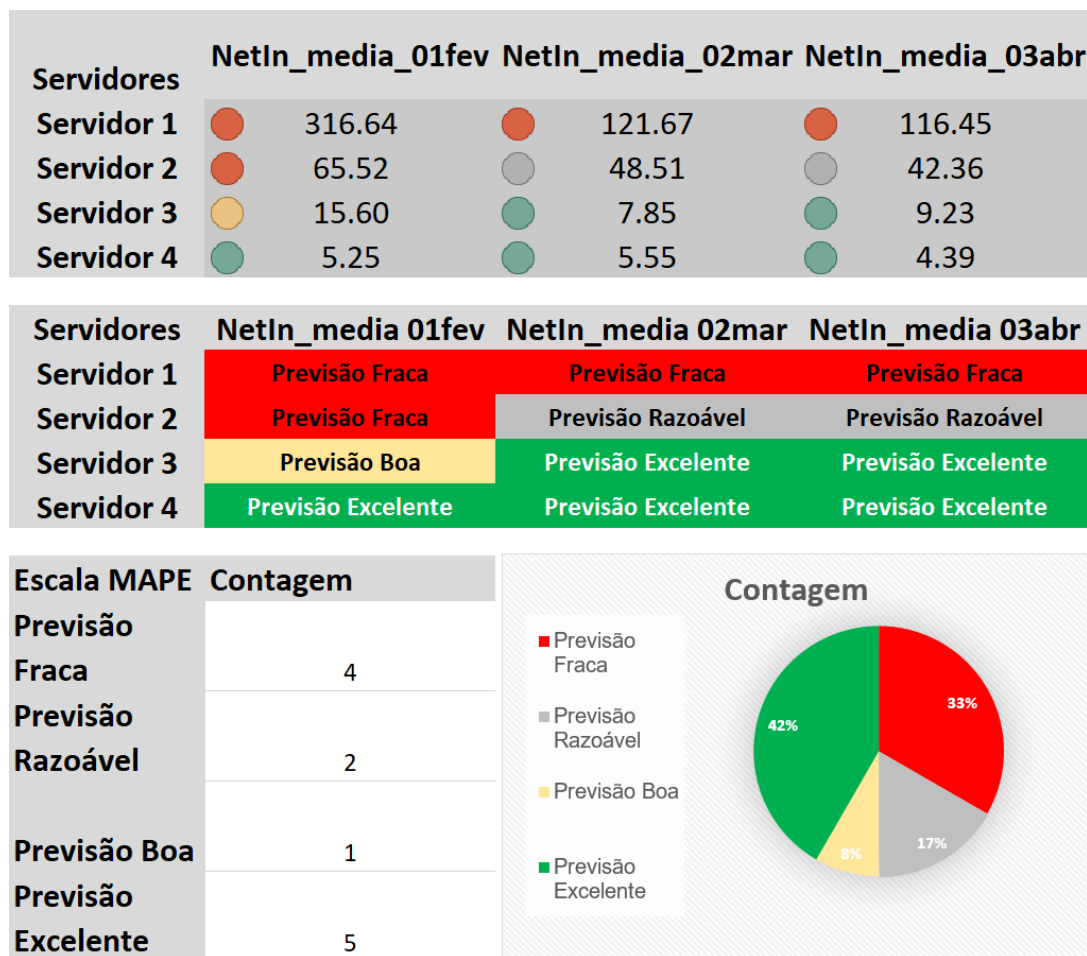 Servidores NetIn_media_01fev NetIn_media_02mar NetIn_media_03abr
Servidor 1 316.64 121.67 116.45
Servidor 2 65.52 48.51 42.36
Servidor 3 15.60 7.85 9.23
Servidor 4 5.25 5.55 4.39
Servidores NetIn_media 01fev NetIn_media 02mar NetIn_media 03abr
Servidor 1 Previsão Fraca Previsão Fraca Previsão Fraca
Servidor 2 Previsão Fraca Previsão Razoável Previsão Razoável
Servidor 3 Previsão Boa Previsão Excelente Previsão Excelente
Servidor 4 Previsão Excelente Previsão Excelente Previsão Excelente
Escala MAPE Contagem
Previsão
Fraca 4
Previsão
Razoável 2
Previsão Boa 1
Previsão
Excelente 5
Contagem
Previsão
Fraca
Previsão
Razoável
Previsão Boa
Previsão
Excelente
33%
42%
17%
8%